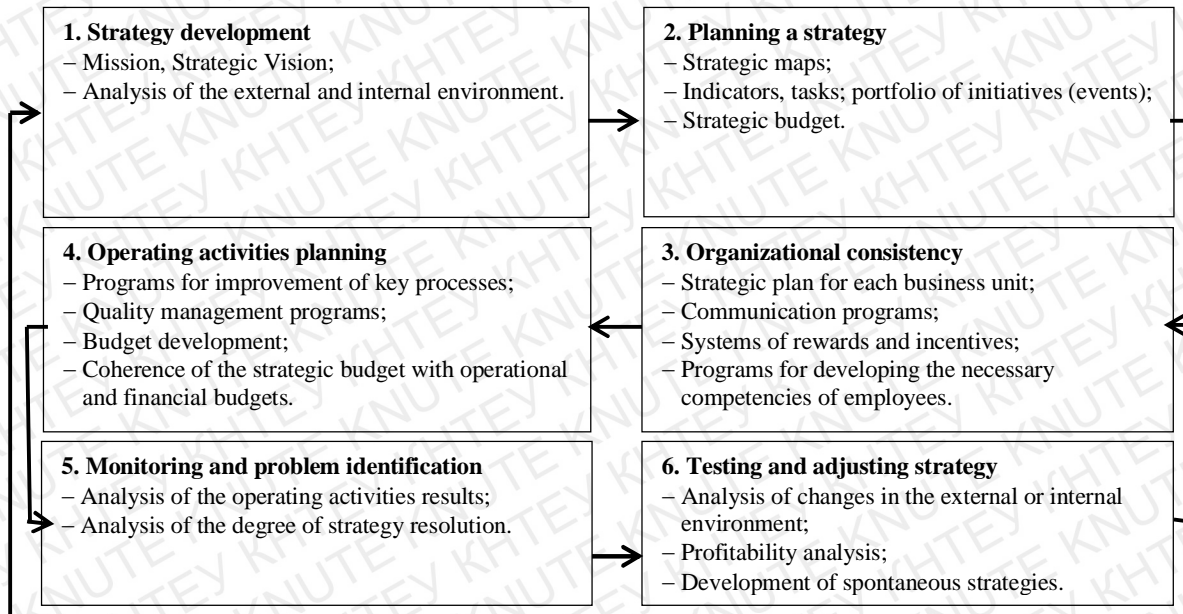 1. Strategy development
– Mission, Strategic Vision;
– Analysis of the external and internal environment.
2. Planning a strategy
– Strategic maps;
– Indicators, tasks; portfolio of initiatives (events);
– Strategic budget.
4. Operating activities planning
– Programs for improvement of key processes;
– Quality management programs;
– Budget development;
– Coherence of the strategic budget with operational
and financial budgets.
3. Organizational consistency
– Strategic plan for each business unit;
– Communication programs;
– Systems of rewards and incentives;
– Programs for developing the necessary
competencies of employees.
5. Monitoring and problem identification
– Analysis of the operating activities results;
– Analysis of the degree of strategy resolution.
6. Testing and adjusting strategy
– Analysis of changes in the external or internal
environment;
– Profitability analysis;
– Development of spontaneous strategies.